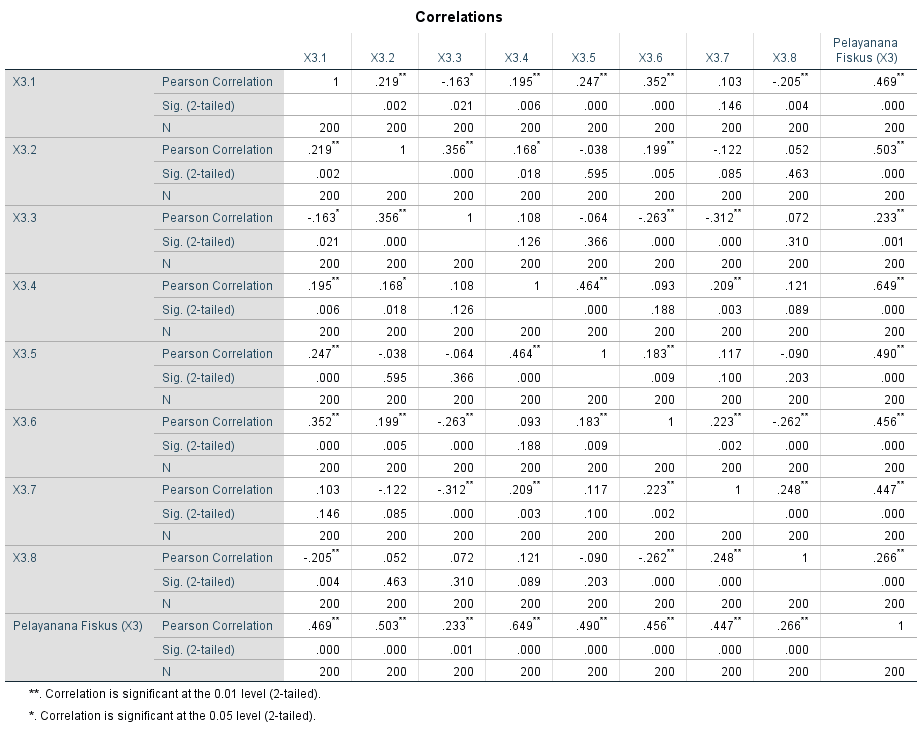 Correlations
X3.1 X3.2 X3.3 X3.4 X3.5 X3.6 X3.7 X3.8 Pelayanana Fiskus (X3)
X3.1 Pearson Correlation 1 .219** -.163* .195** .247** .352** .103 -.205** .469**
Sig. (2-tailed) .002 .021 .006 .000 .000 .146 .004 .000
N 200 200 200 200 200 200 200 200 200
X3.2 Pearson Correlation .219** 1 .356** .168* -.038 .199** -.122 .052 .503**
Sig. (2-tailed) .002 .000 .018 .595 .005 .085 .463 .000
N 200 200 200 200 200 200 200 200 200
X3.3 Pearson Correlation -.163* .356** 1 .108 -.064 -.263** -.312** .072 .233**
Sig. (2-tailed) .021 .000 .126 .366 .000 .000 .310 .001
N 200 200 200 200 200 200 200 200 200
X3.4 Pearson Correlation .195** .168* .108 1 .464** .093 .209** .121 .649**
Sig. (2-tailed) .006 .018 .126 .000 .188 .003 .089 .000
N 200 200 200 200 200 200 200 200 200
X3.5 Pearson Correlation .247** -.038 -.064 .464** 1 .183** .117 -.090 .490**
Sig. (2-tailed) .000 .595 .366 .000 .009 .100 .203 .000
N 200 200 200 200 200 200 200 200 200
X3.6 Pearson Correlation .352** .199** -.263** .093 .183** 1 .223** -.262** .456**
Sig. (2-tailed) .000 .005 .000 .188 .009 .002 .000 .000
N 200 200 200 200 200 200 200 200 200
X3.7 Pearson Correlation .103 -.122 -.312** .209** .117 .223** 1 .248** .447**
Sig. (2-tailed) .146 .085 .000 .003 .100 .002 .000 .000
N 200 200 200 200 200 200 200 200 200
X3.8 Pearson Correlation -.205** .052 .072 .121 -.090 -.262** .248** 1 .266**
Sig. (2-tailed) .004 .463 .310 .089 .203 .000 .000 .000
N 200 200 200 200 200 200 200 200 200
Pelayanana Fiskus (X3) Pearson Correlation .469** .503** .233** .649** .490** .456** .447** .266** 1
Sig. (2-tailed) .000 .000 .001 .000 .000 .000 .000 .000
N 200 200 200 200 200 200 200 200 200
**. Correlation is significant at the 0.01 level (2-tailed).
*. Correlation is significant at the 0.05 level (2-tailed).